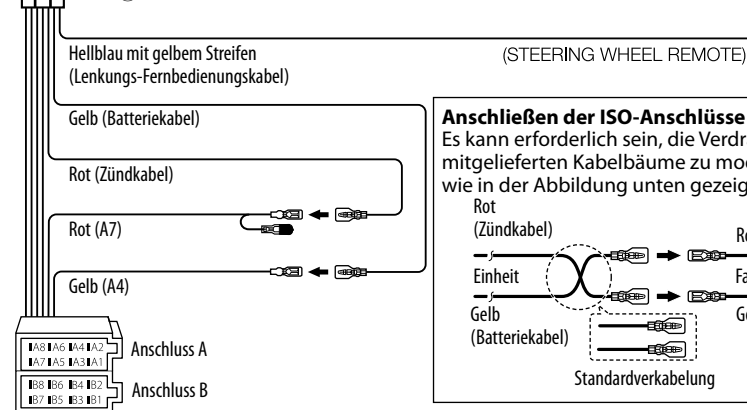 Hellblau mit gelbem Streifen
(Lenkungs-Fernbedienungskabel)
(STEERING WHEEL REMOTE)
Gelb (Batteriekabel)
Rot (Zündkabel)
Rot (A7)
Gelb (A4)
A8 A6 A4 A2
A7 A5 A3 A1
Anschluss A
B8 B6 B4 B2
B7 B5 B3 B1
Anschluss B
Anschließen der ISO-Anschlüsse
Es kann erforderlich sein, die
mitgelieferten Kabelbäume zu
wie in der Abbildung unten
Rot
(Zündkabel)
Einheit
Gelb
(Batteriekabel)
Standardverkabelung